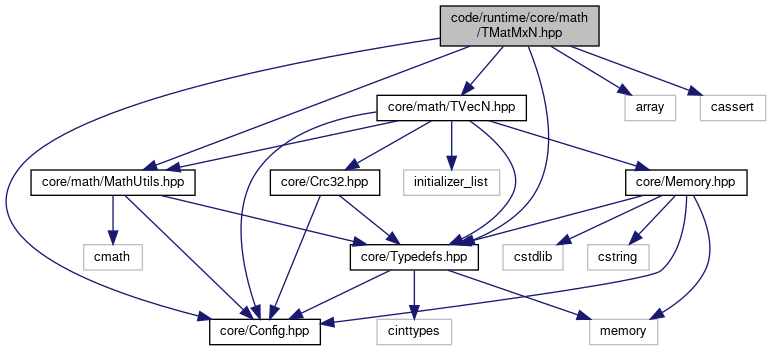 code/runtime/core/math
/TMatMxN.hpp
core/math/TVecN.hpp
array
cassert
core/math/MathUtils.hpp
core/Crc32.hpp
initializer_list
core/Memory.hpp
cmath
core/Typedefs.hpp
cstdlib
cstring
core/Config.hpp
cinttypes
memory